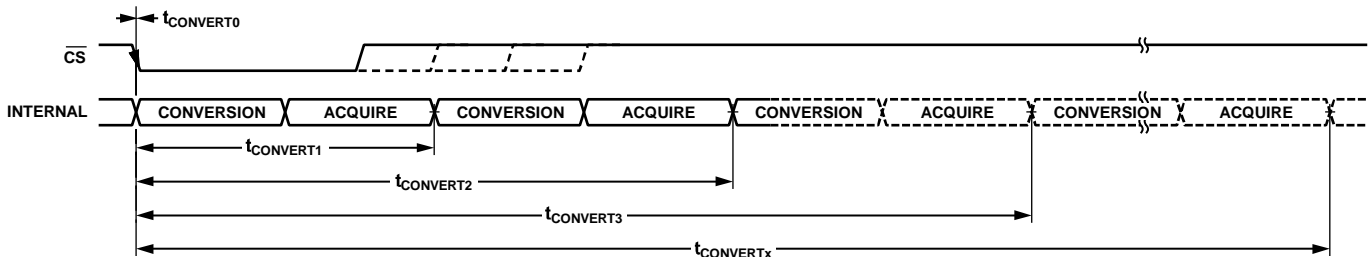 tCONVERT0
CS
INTERNAL CONVERSION ACQUIRE CONVERSION ACQUIRE CONVERSION ACQUIRE CONVERSION ACQUIRE
tCONVERT1
tCONVERT2
tCONVERT3
tCONVERTx